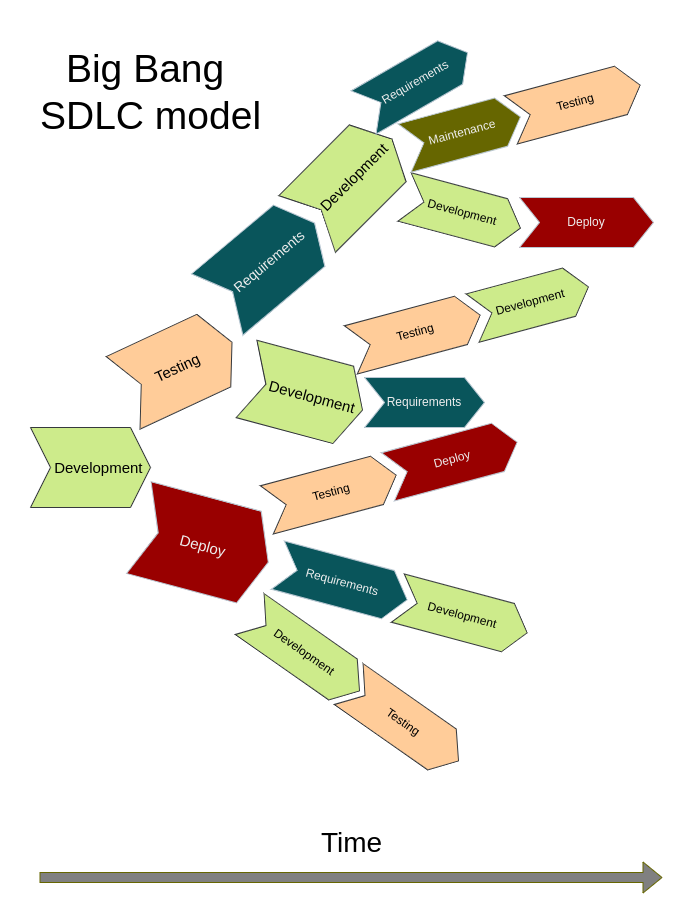 Big Bang
SDLC model
Requirements
Testing
Maintenance
Development
Development
Deploy
Requirements
Development
Testing
Testing
Development
Requirements
Development
Deploy
Development
Testing
Deploy
Requirements
Development
Development
Testing
Time